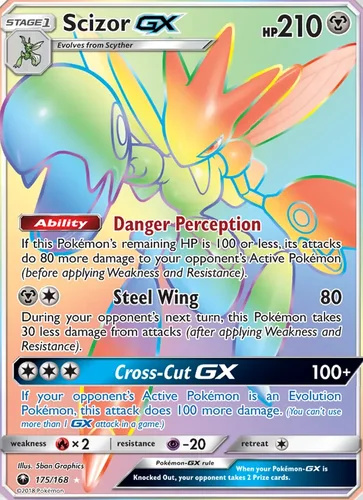 STAGE 1 Scizor GX HP210
Evolves from Scyther
Ability Danger Perception
If this Pokémon's remaining HP is 100 or less, its attacks
do 80 more damage to your opponent's Active Pokémon
(before applying Weakness and Resistance).
Steel Wing 80
During your opponent's next turn, this Pokémon takes
30 less damage from attacks (after applying Weakness and
Resistance).
Cross-Cut GX 100+
If your opponent's Active Pokémon is an Evolution
Pokémon, this attack does 100 more damage. (You can't use
more than 1 GX attack in a game.)
weakness ×2 resistance -20 retreat
Illus. 5ban Graphics Pokémon-GX rule
175/168 When your Pokémon-GX is
Knocked Out, your opponent takes 2 Prize cards.
©2018 Pokémon